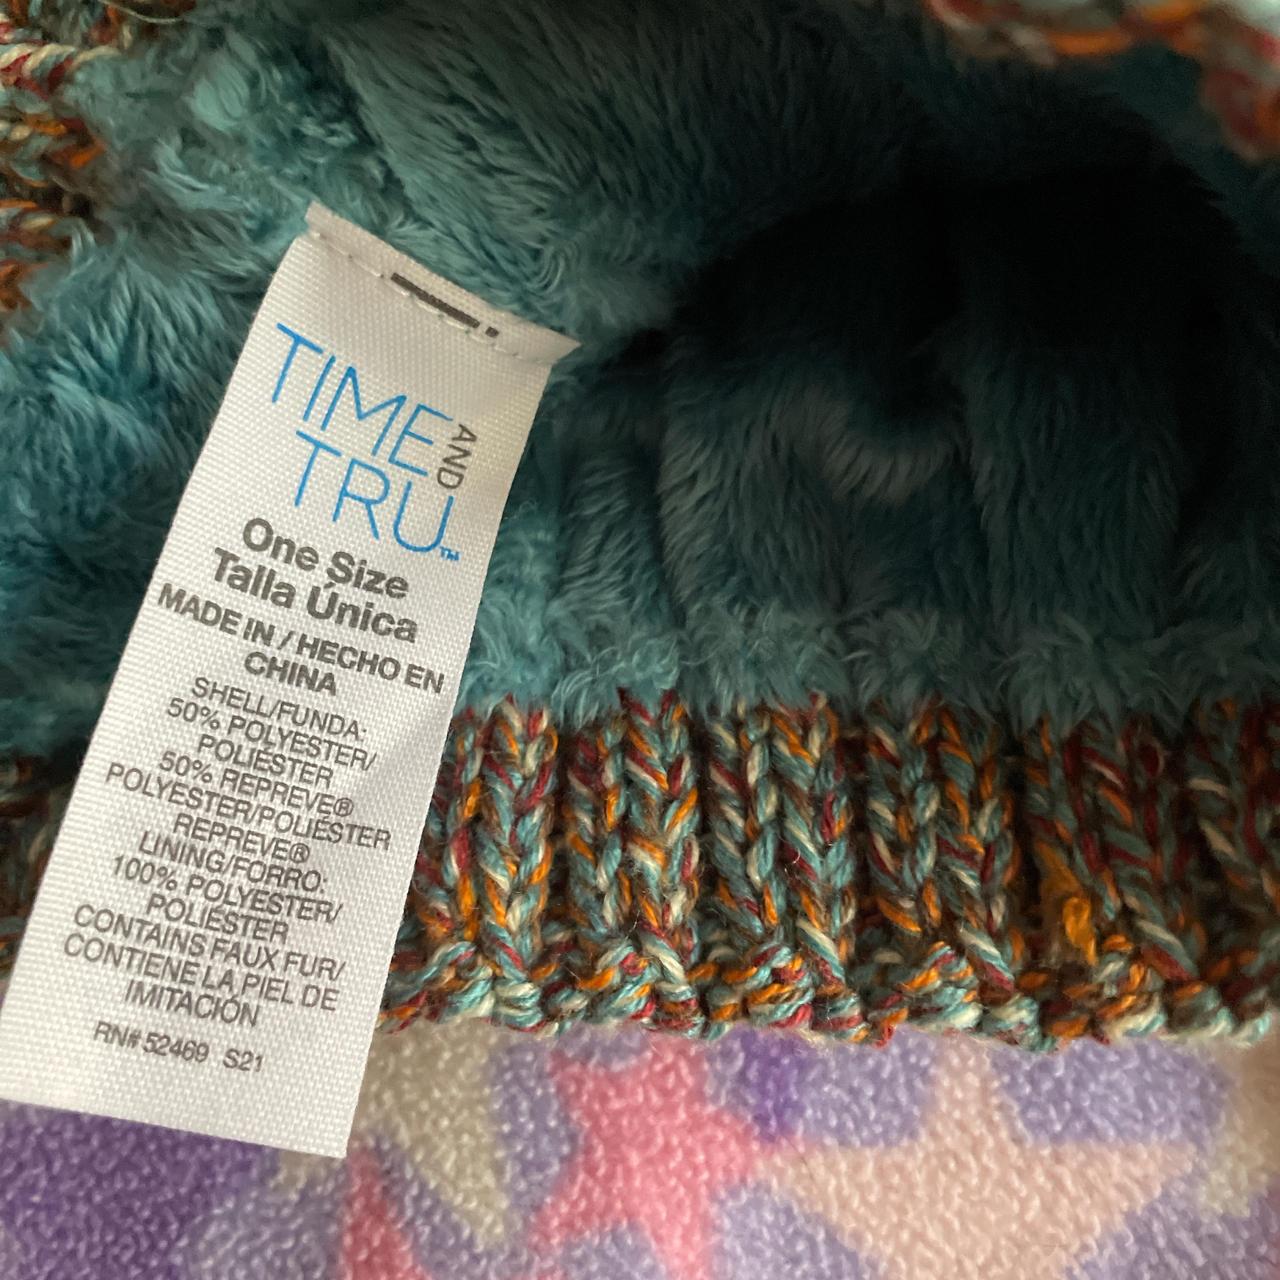 TIME AND
TRU™
One Size
Talla Única
MADE IN / HECHO EN
CHINA
SHELL/FUNDA:
50% POLYESTER/
POLIÉSTER
50% REPREVE®
POLYESTER/POLIÉSTER
REPREVE®
LINING/FORRO:
100% POLYESTER/
POLIÉSTER
CONTAINS FAUX FUR/
CONTIENE LA PIEL DE
IMITACIÓN
RN# 52469 S21